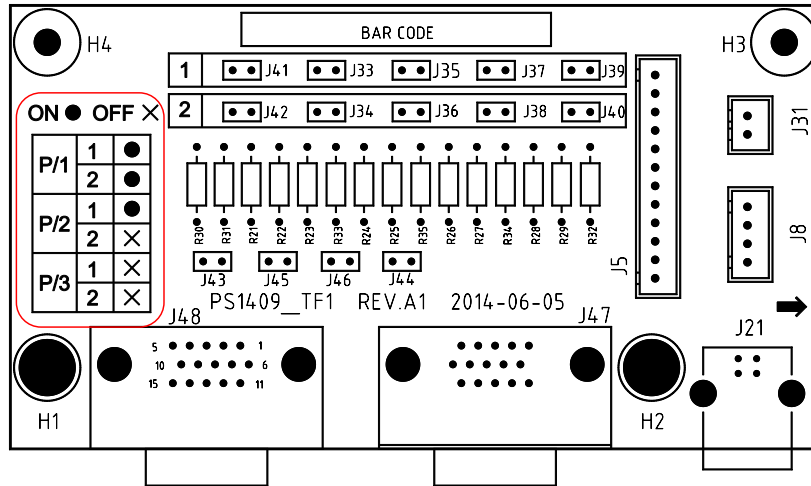 BAR CODE
H4
H3
1 J41 J33 J35 J37 J39
2 J42 J34 J36 J38 J40
J31
ON OFF
P/1 1
2
P/2 1
2
P/3 1
2
R30 R31 R21 R22 R23 R33 R24 R25 R35 R26 R27 R34 R28 R29 R32
J43 J45 J46 J44
J5
J8
PS1409_TF1 REV.A1 2014-06-05
J48
J47
J21
5 1
10 6
15 11
H1
H2